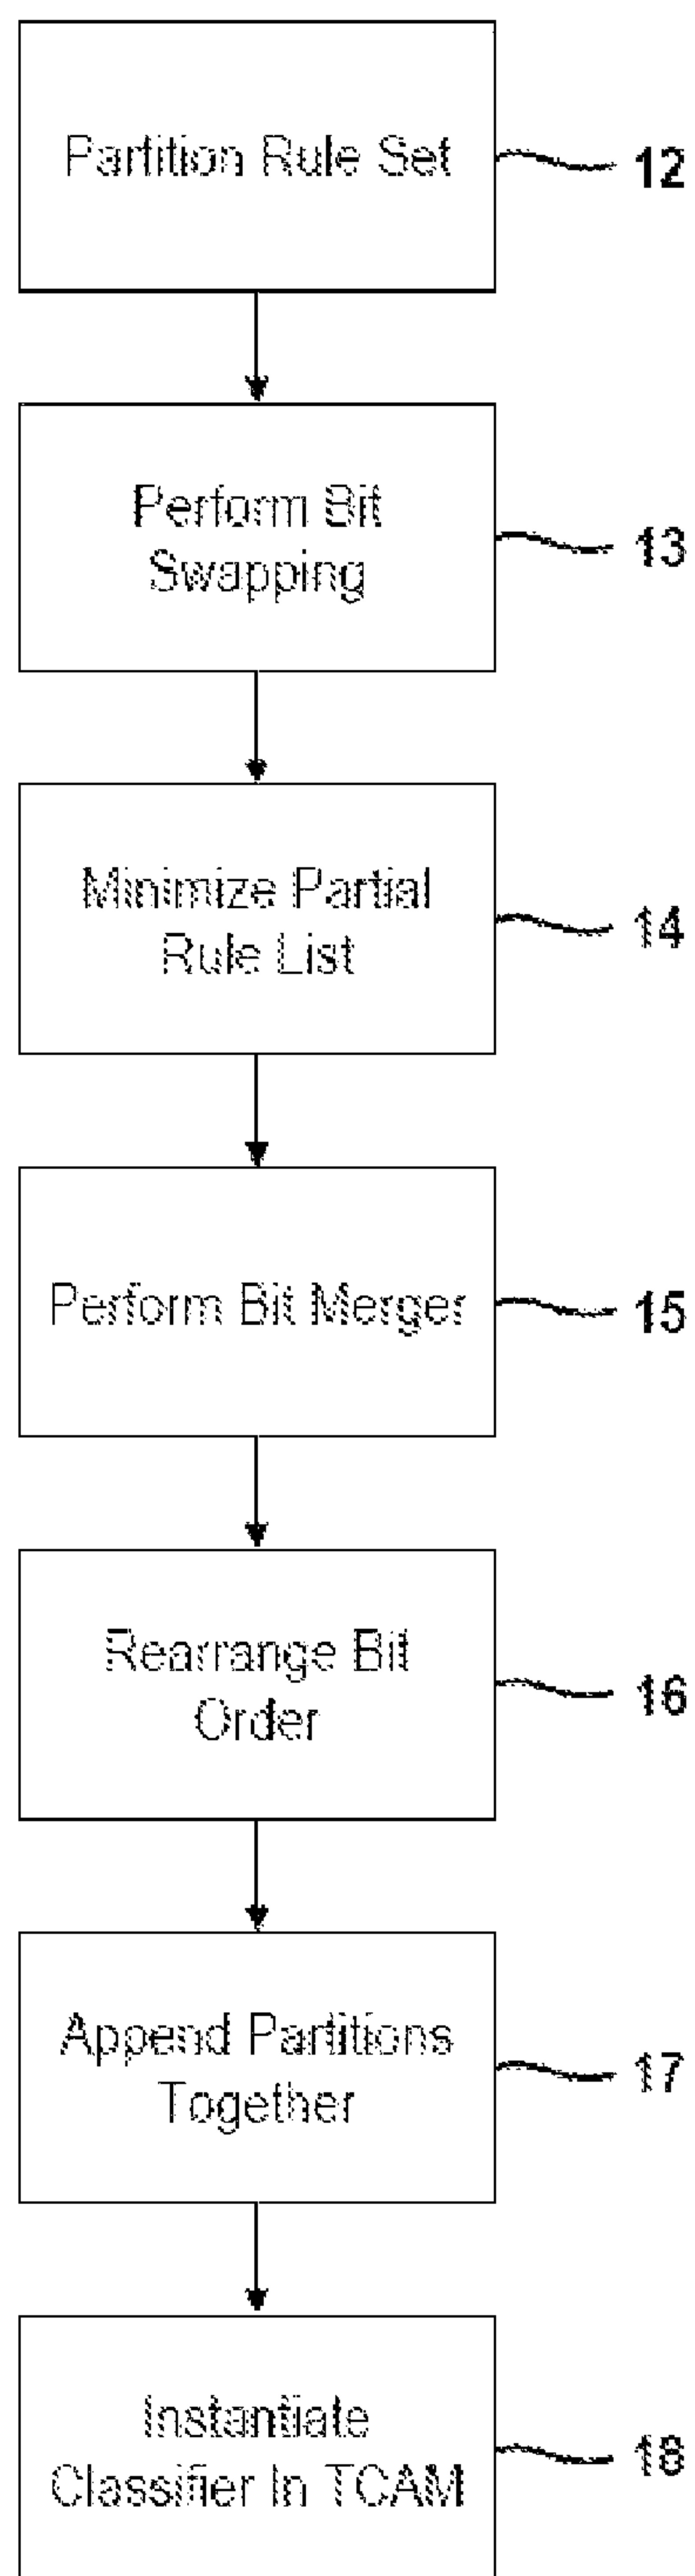 Partition Rule Set
12
Perform Bit
Swapping
13
Minimize Partial
Rule List
14
Perform Bit Merger
15
Rearrange Bit
Order
16
Append Partitions
Together
17
Instantiate
Classifier In TCAM
18